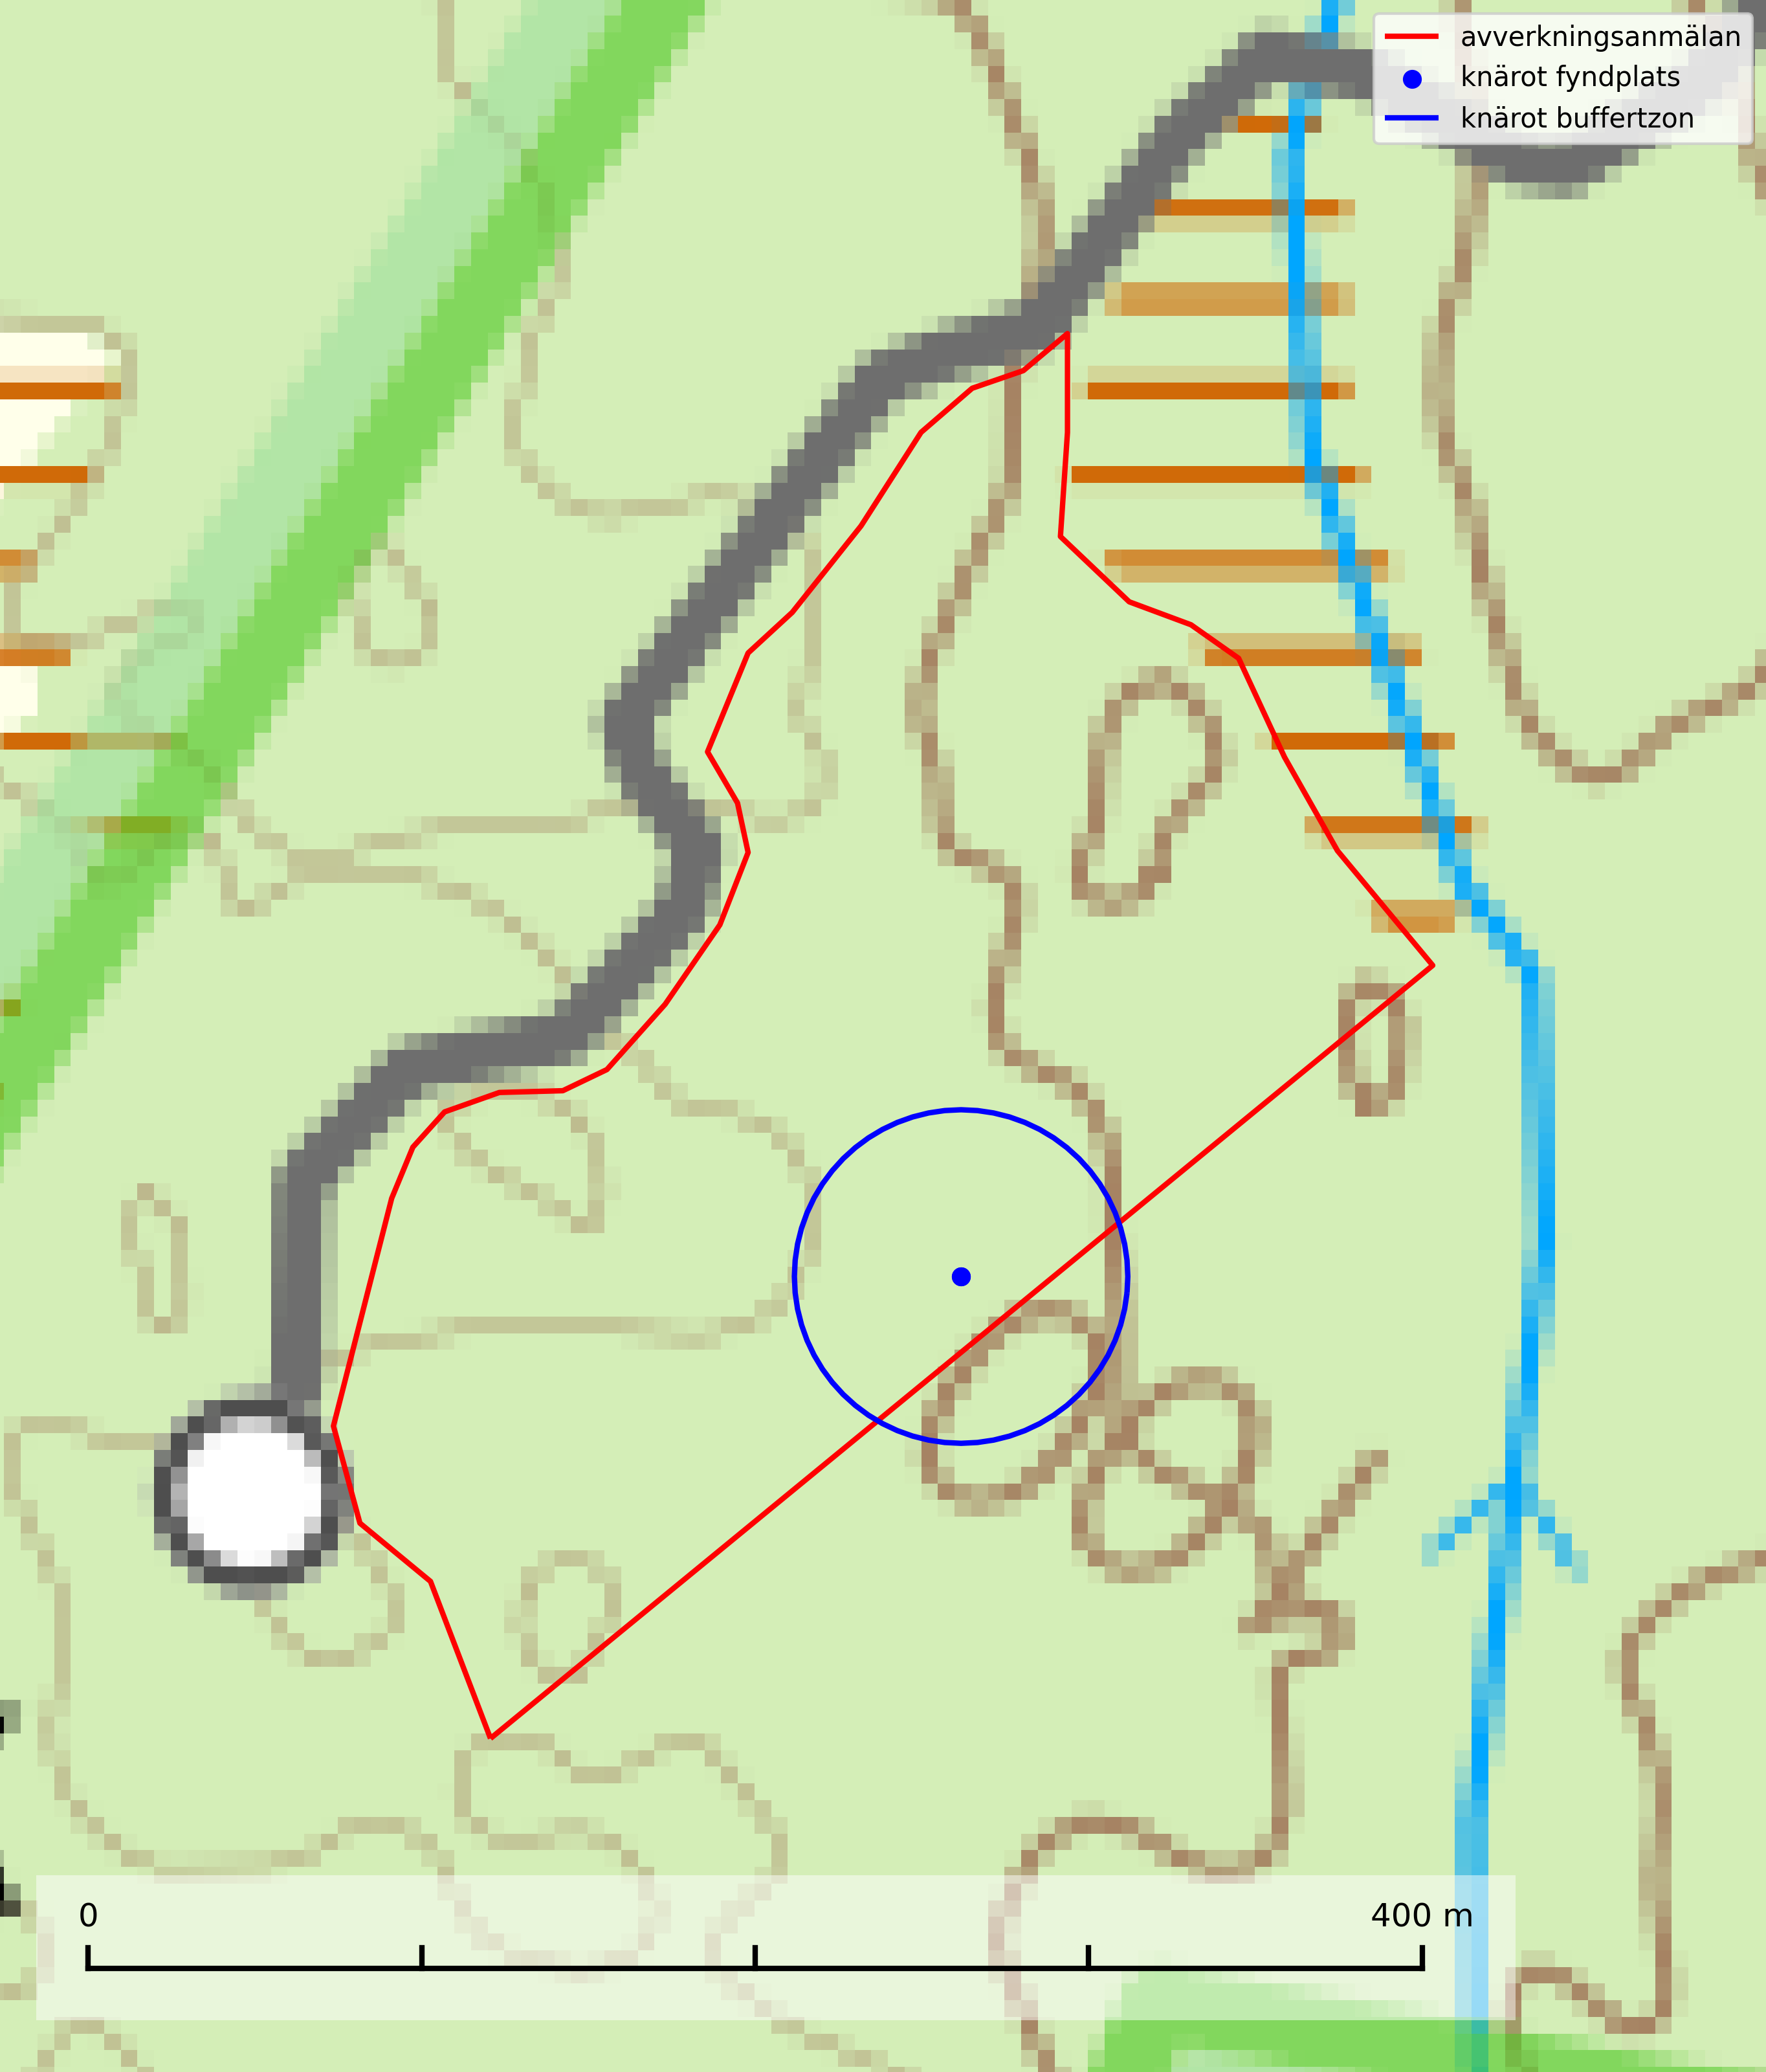 avverkningsanmälan
knärot fyndplats
knärot buffertzon
0
400 m